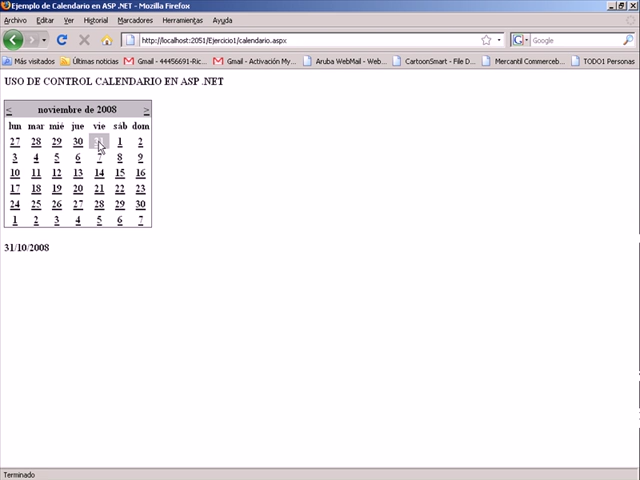 Ejemplo de Calendario en ASP .NET - Mozilla Firefox
Archivo Editar Ver Historial Marcadores Herramientas Ayuda
http://localhost:2051/Ejercicio1/calendario.aspx Google
Más visitados Últimas noticias Gmail - 44456691-Ric... Gmail - Activación My... Aruba WebMail - Web... CartoonSmart - File D... Mercantil Commerceb... TODO1 Personas
USO DE CONTROL CALENDARIO EN ASP .NET
< noviembre de 2008 >
lun mar mié jue vie sáb dom
27 28 29 30 31 1 2
3 4 5 6 7 8 9
10 11 12 13 14 15 16
17 18 19 20 21 22 23
24 25 26 27 28 29 30
1 2 3 4 5 6 7
31/10/2008
Terminado